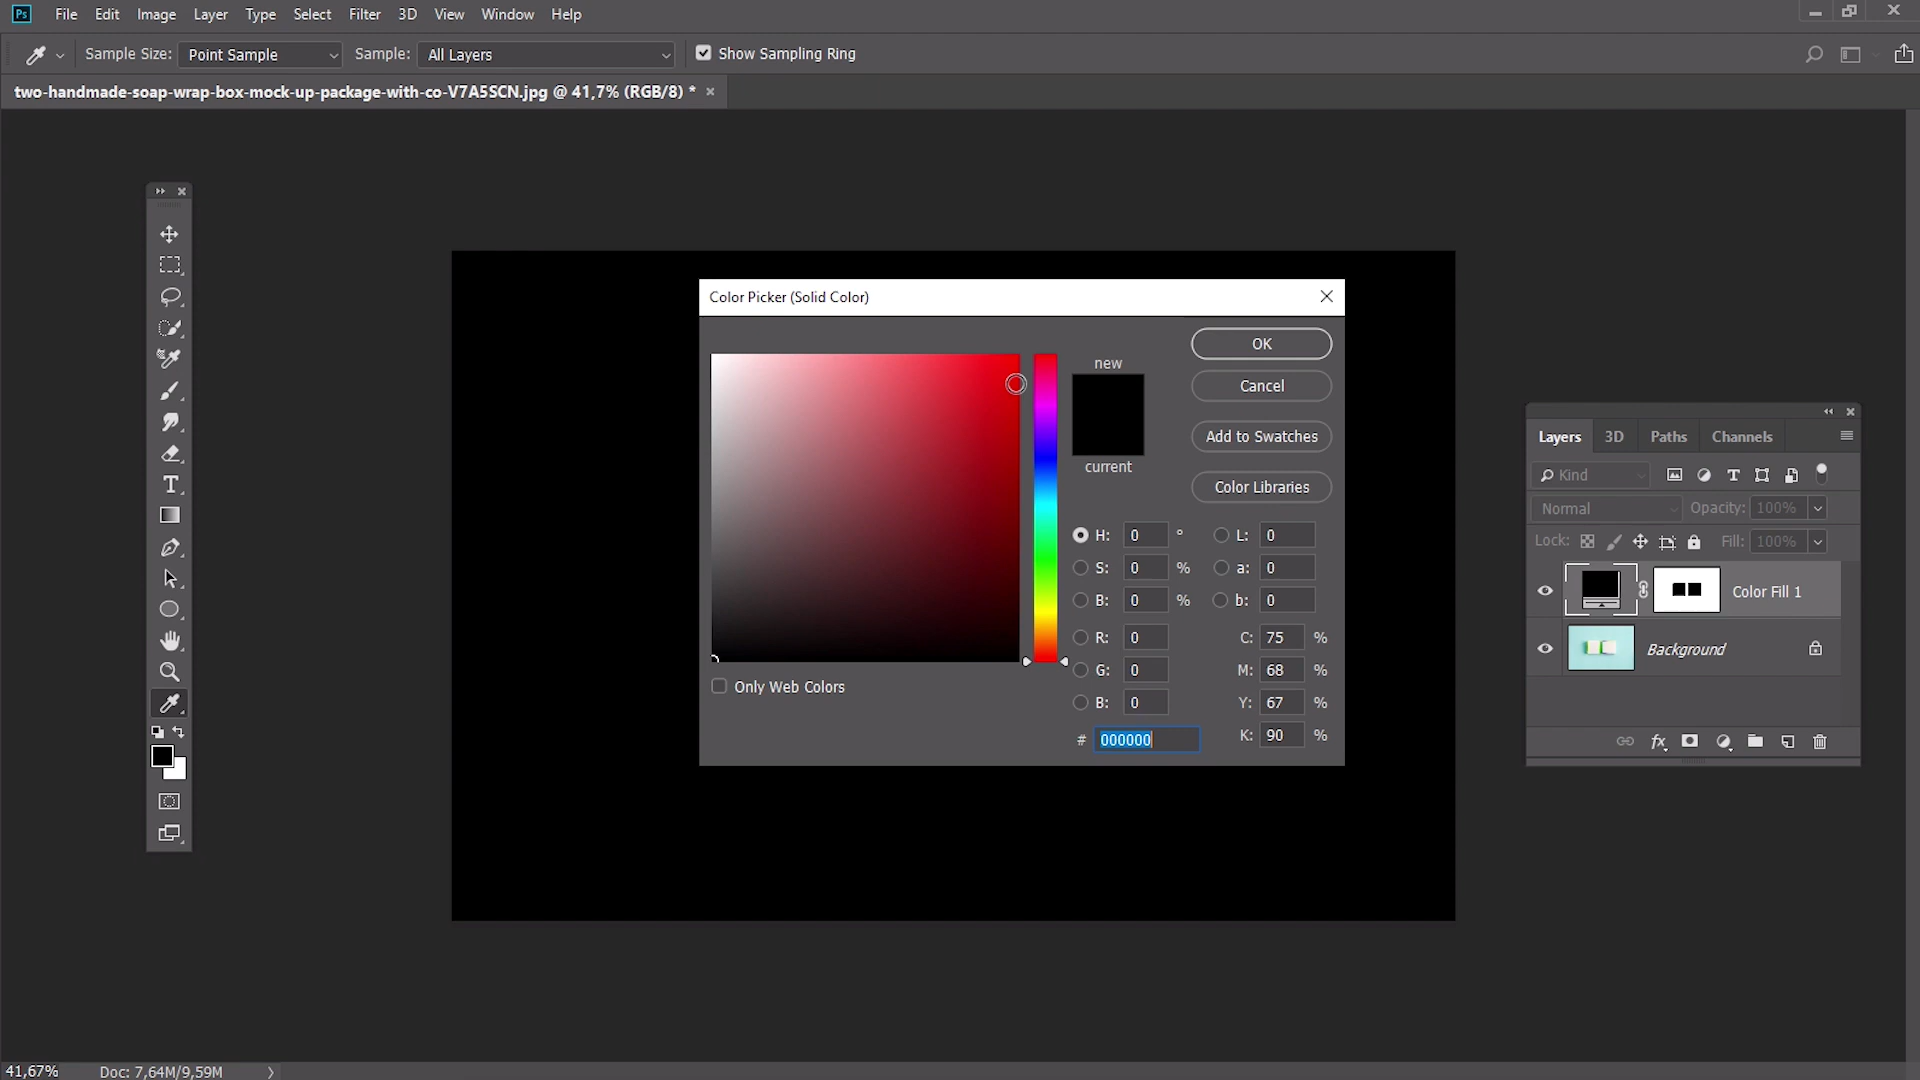 Ps File Edit Image Layer Type Select Filter 3D View Window Help
Sample Size: Point Sample Sample: All Layers Show Sampling Ring
two-handmade-soap-wrap-box-mock-up-package-with-co-V7A5SCN.jpg @ 41,7% (RGB/8) *
Color Picker (Solid Color)
new
current
OK
Cancel
Add to Swatches
Color Libraries
H: 0 ° L: 0
S: 0 % a: 0
B: 0 % b: 0
R: 0 C: 75 %
G: 0 M: 68 %
B: 0 Y: 67 %
# 000000 K: 90 %
Only Web Colors
Layers 3D Paths Channels
Kind
Normal Opacity: 100%
Lock: Fill: 100%
Color Fill 1
Background
fx
41,67% Doc: 7,64M/9,59M